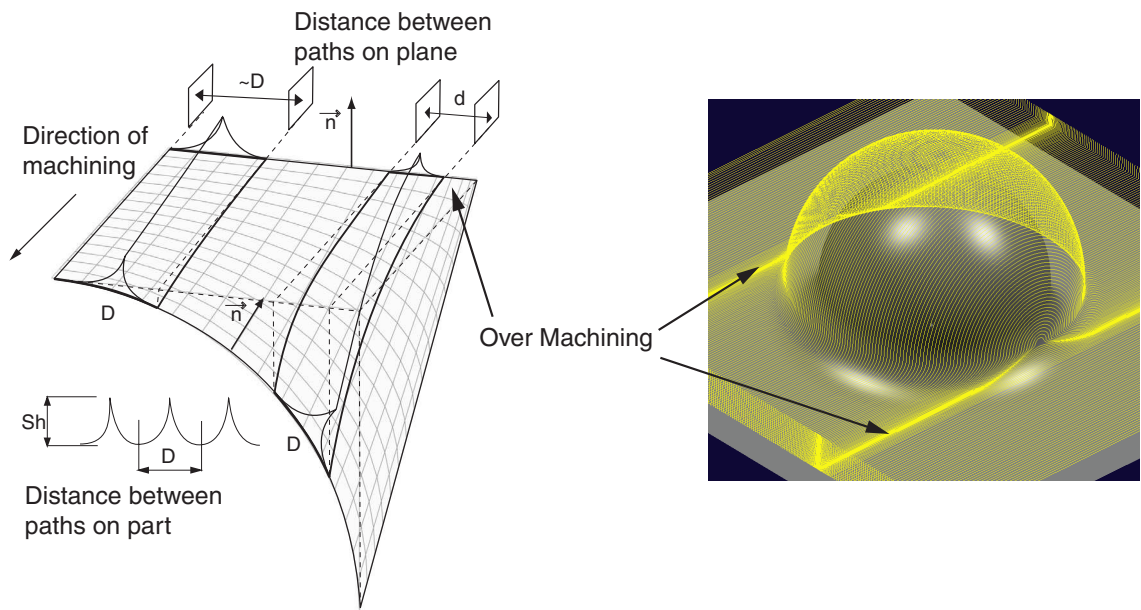 Distance between
paths on plane
~D
d
n
Direction of
machining
D
n
Over Machining
D
Sh
D
Distance between
paths on part